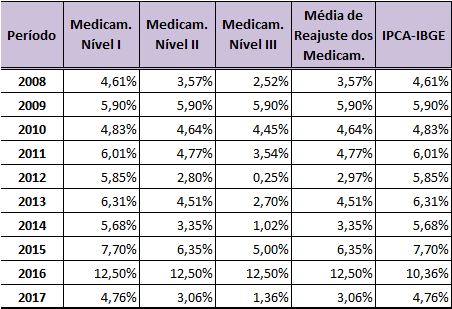 Período Medicam. Nível I Medicam. Nível II Medicam. Nível III Média de Reajuste dos Medicam. IPCA-IBGE
2008 4,61% 3,57% 2,52% 3,57% 4,61%
2009 5,90% 5,90% 5,90% 5,90% 5,90%
2010 4,83% 4,64% 4,45% 4,64% 4,83%
2011 6,01% 4,77% 3,54% 4,77% 6,01%
2012 5,85% 2,80% 0,25% 2,97% 5,85%
2013 6,31% 4,51% 2,70% 4,51% 6,31%
2014 5,68% 3,35% 1,02% 3,35% 5,68%
2015 7,70% 6,35% 5,00% 6,35% 7,70%
2016 12,50% 12,50% 12,50% 12,50% 10,36%
2017 4,76% 3,06% 1,36% 3,06% 4,76%